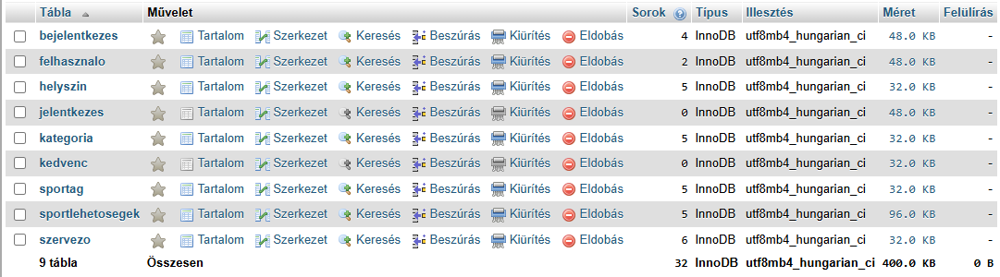 Tábla Művelet Sorok Típus Illesztés Méret Felülírás
bejelentkezes Tartalom Szerkezet Keresés Beszúrás Kiürítés Eldobás 4 InnoDB utf8mb4_hungarian_ci 48.0 KB -
felhasznalo Tartalom Szerkezet Keresés Beszúrás Kiürítés Eldobás 2 InnoDB utf8mb4_hungarian_ci 48.0 KB -
helyszin Tartalom Szerkezet Keresés Beszúrás Kiürítés Eldobás 5 InnoDB utf8mb4_hungarian_ci 32.0 KB -
jelentkezes Tartalom Szerkezet Keresés Beszúrás Kiürítés Eldobás 0 InnoDB utf8mb4_hungarian_ci 48.0 KB -
kategoria Tartalom Szerkezet Keresés Beszúrás Kiürítés Eldobás 5 InnoDB utf8mb4_hungarian_ci 32.0 KB -
kedvenc Tartalom Szerkezet Keresés Beszúrás Kiürítés Eldobás 0 InnoDB utf8mb4_hungarian_ci 32.0 KB -
sportag Tartalom Szerkezet Keresés Beszúrás Kiürítés Eldobás 5 InnoDB utf8mb4_hungarian_ci 32.0 KB -
sportlehetosegek Tartalom Szerkezet Keresés Beszúrás Kiürítés Eldobás 5 InnoDB utf8mb4_hungarian_ci 96.0 KB -
szervezo Tartalom Szerkezet Keresés Beszúrás Kiürítés Eldobás 6 InnoDB utf8mb4_hungarian_ci 32.0 KB -
9 tábla Összesen 32 InnoDB utf8mb4_hungarian_ci 400.0 KB 0 B